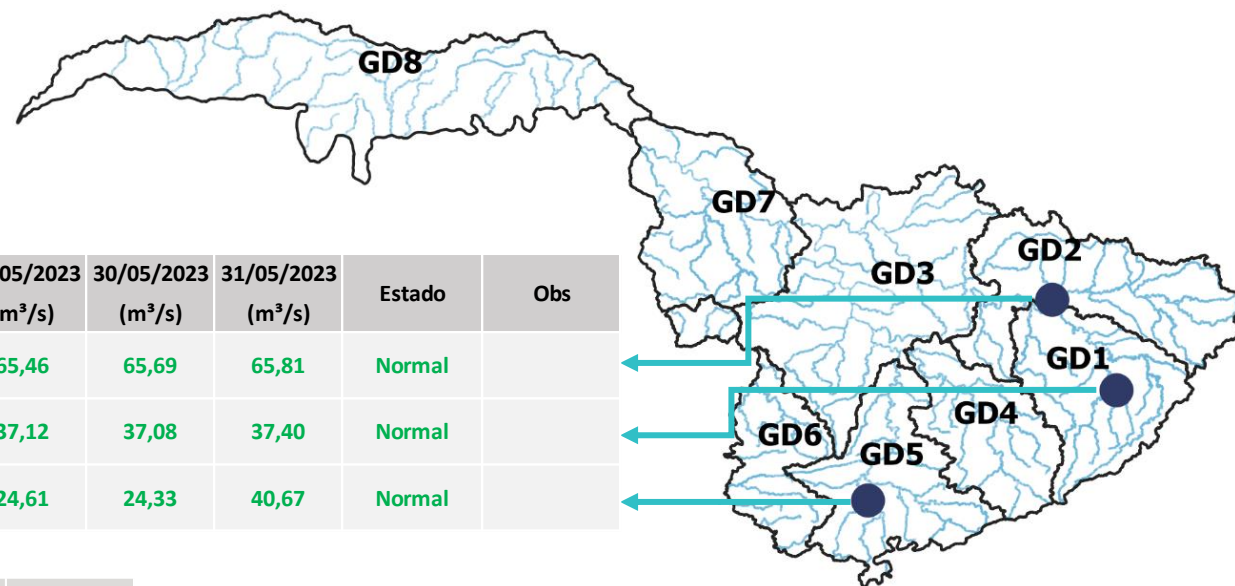 GD8
GD7
GD2
GD3
GD1
GD4
GD6
GD5
05/2023 30/05/2023 31/05/2023 Estado Obs
m³/s) (m³/s) (m³/s)
65,46 65,69 65,81 Normal
37,12 37,08 37,40 Normal
24,61 24,33 40,67 Normal